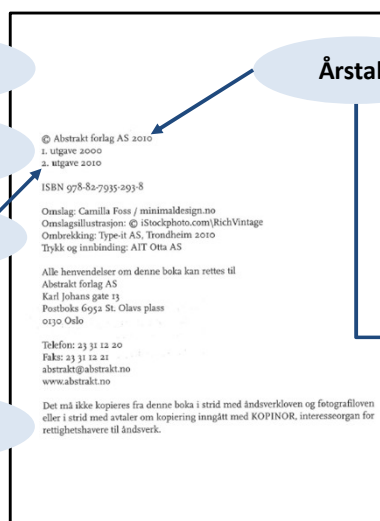 Årstal
© Abstrakt forlag AS 2010
1. utgave 2000
2. utgave 2010
ISBN 978-82-7935-293-8
Omslag: Camilla Foss / minimaldesign.no
Omslagsillustrasjon: © iStockphoto.com\RichVintage
Ombrekking: Type-it AS, Trondheim 2010
Trykk og innbinding: AIT Otta AS
Alle henvendelser om denne boka kan rettes til
Abstrakt forlag AS
Karl Johans gate 13
Postboks 6952 St. Olavs plass
0130 Oslo
Telefon: 23 31 12 20
Faks: 23 31 12 21
abstrakt@abstrakt.no
www.abstrakt.no
Det må ikke kopieres fra denne boka i strid med åndsverkloven og fotografiloven
eller i strid med avtaler om kopiering inngått med KOPINOR, interesseorgan for
rettighetshavere til åndsverk.